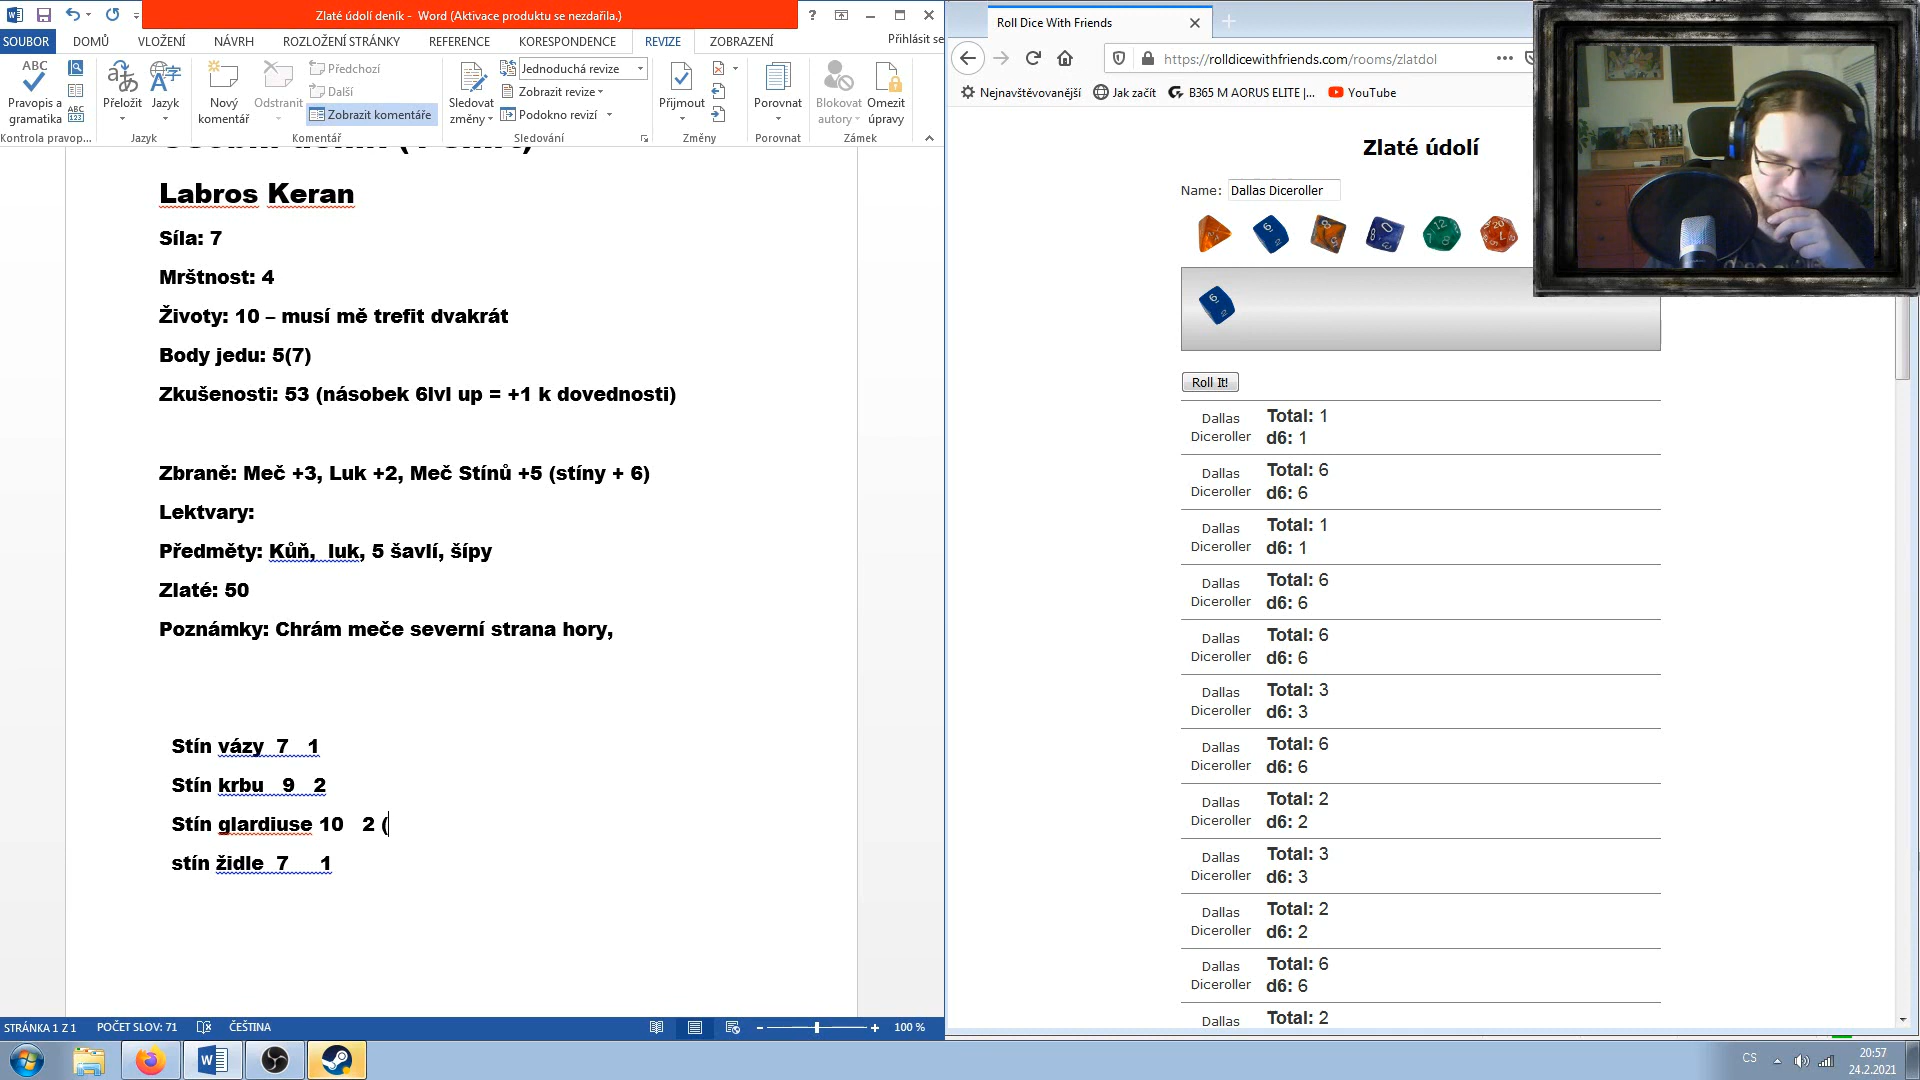 Zlaté údolí deník - Word (Aktivace produktu se nezdařila.)
SOUBOR DOMŮ VLOŽENÍ NÁVRH ROZLOŽENÍ STRÁNKY REFERENCE KORESPONDENCE REVIZE ZOBRAZENÍ Přihlásit se
ABC
Pravopis a gramatika
ABC
123
Kontrola pravop...
Přeložit
Jazyk
Jazyk
Nový komentář
Odstranit
Předchozí
Další
Zobrazit komentáře
Komentář
Sledovat změny
Jednoduchá revize
Zobrazit revize
Podokno revizí
Sledování
Přijmout
Změny
Porovnat
Porovnat
Blokovat autory
Omezit úpravy
Zámek
Labros Keran
Síla: 7
Mrštnost: 4
Životy: 10 – musí mě trefit dvakrát
Body jedu: 5(7)
Zkušenosti: 53 (násobek 6lvl up = +1 k dovednosti)
Zbraně: Meč +3, Luk +2, Meč Stínů +5 (stíny + 6)
Lektvary:
Předměty: Kůň,  luk, 5 šavlí, šípy
Zlaté: 50
Poznámky: Chrám meče severní strana hory,
Stín vázy  7   1
Stín krbu   9   2
Stín glardiuse 10   2 (
stín židle  7     1
STRÁNKA 1 Z 1 POČET SLOV: 71 ČEŠTINA 100 %
Roll Dice With Friends
https://rolldicewithfriends.com/rooms/zlatdol
Nejnavštěvovanější Jak začít B365 M AORUS ELITE |... YouTube
Zlaté údolí
Name: Dallas Diceroller
Roll It!
Dallas Diceroller Total: 1
d6: 1
Dallas Diceroller Total: 6
d6: 6
Dallas Diceroller Total: 1
d6: 1
Dallas Diceroller Total: 6
d6: 6
Dallas Diceroller Total: 6
d6: 6
Dallas Diceroller Total: 3
d6: 3
Dallas Diceroller Total: 6
d6: 6
Dallas Diceroller Total: 2
d6: 2
Dallas Diceroller Total: 3
d6: 3
Dallas Diceroller Total: 2
d6: 2
Dallas Diceroller Total: 6
d6: 6
Dallas Total: 2
CS 20:57
24.2.2021